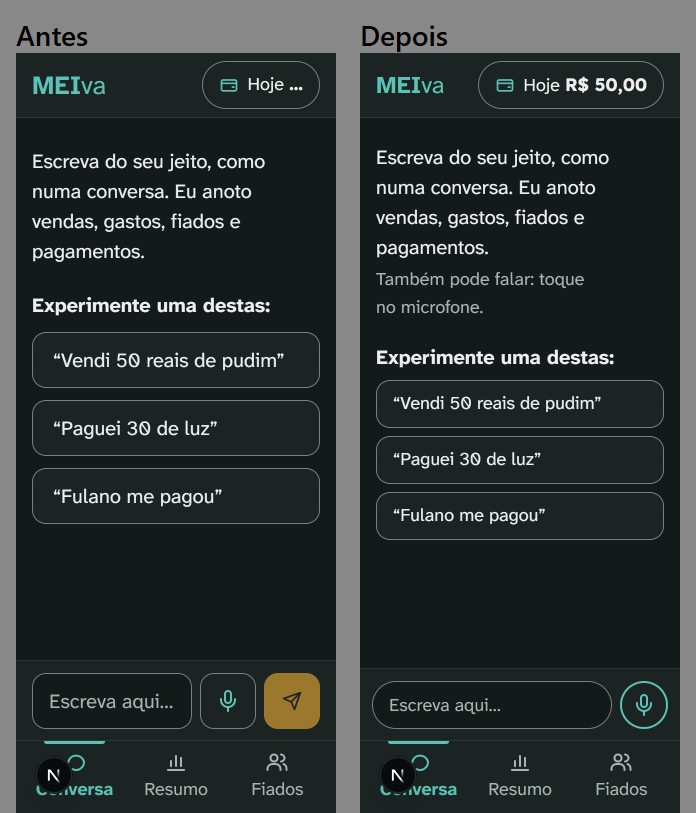 Antes
MEIva
Hoje ...
Escreva do seu jeito, como
numa conversa. Eu anoto
vendas, gastos, fiados e
pagamentos.
Experimente uma destas:
“Vendi 50 reais de pudim”
“Paguei 30 de luz”
“Fulano me pagou”
Escreva aqui...
N
Conversa
Resumo
Fiados
Depois
MEIva
Hoje R$ 50,00
Escreva do seu jeito, como
numa conversa. Eu anoto
vendas, gastos, fiados e
pagamentos.
Também pode falar: toque
no microfone.
Experimente uma destas:
“Vendi 50 reais de pudim”
“Paguei 30 de luz”
“Fulano me pagou”
Escreva aqui...
N
Conversa
Resumo
Fiados